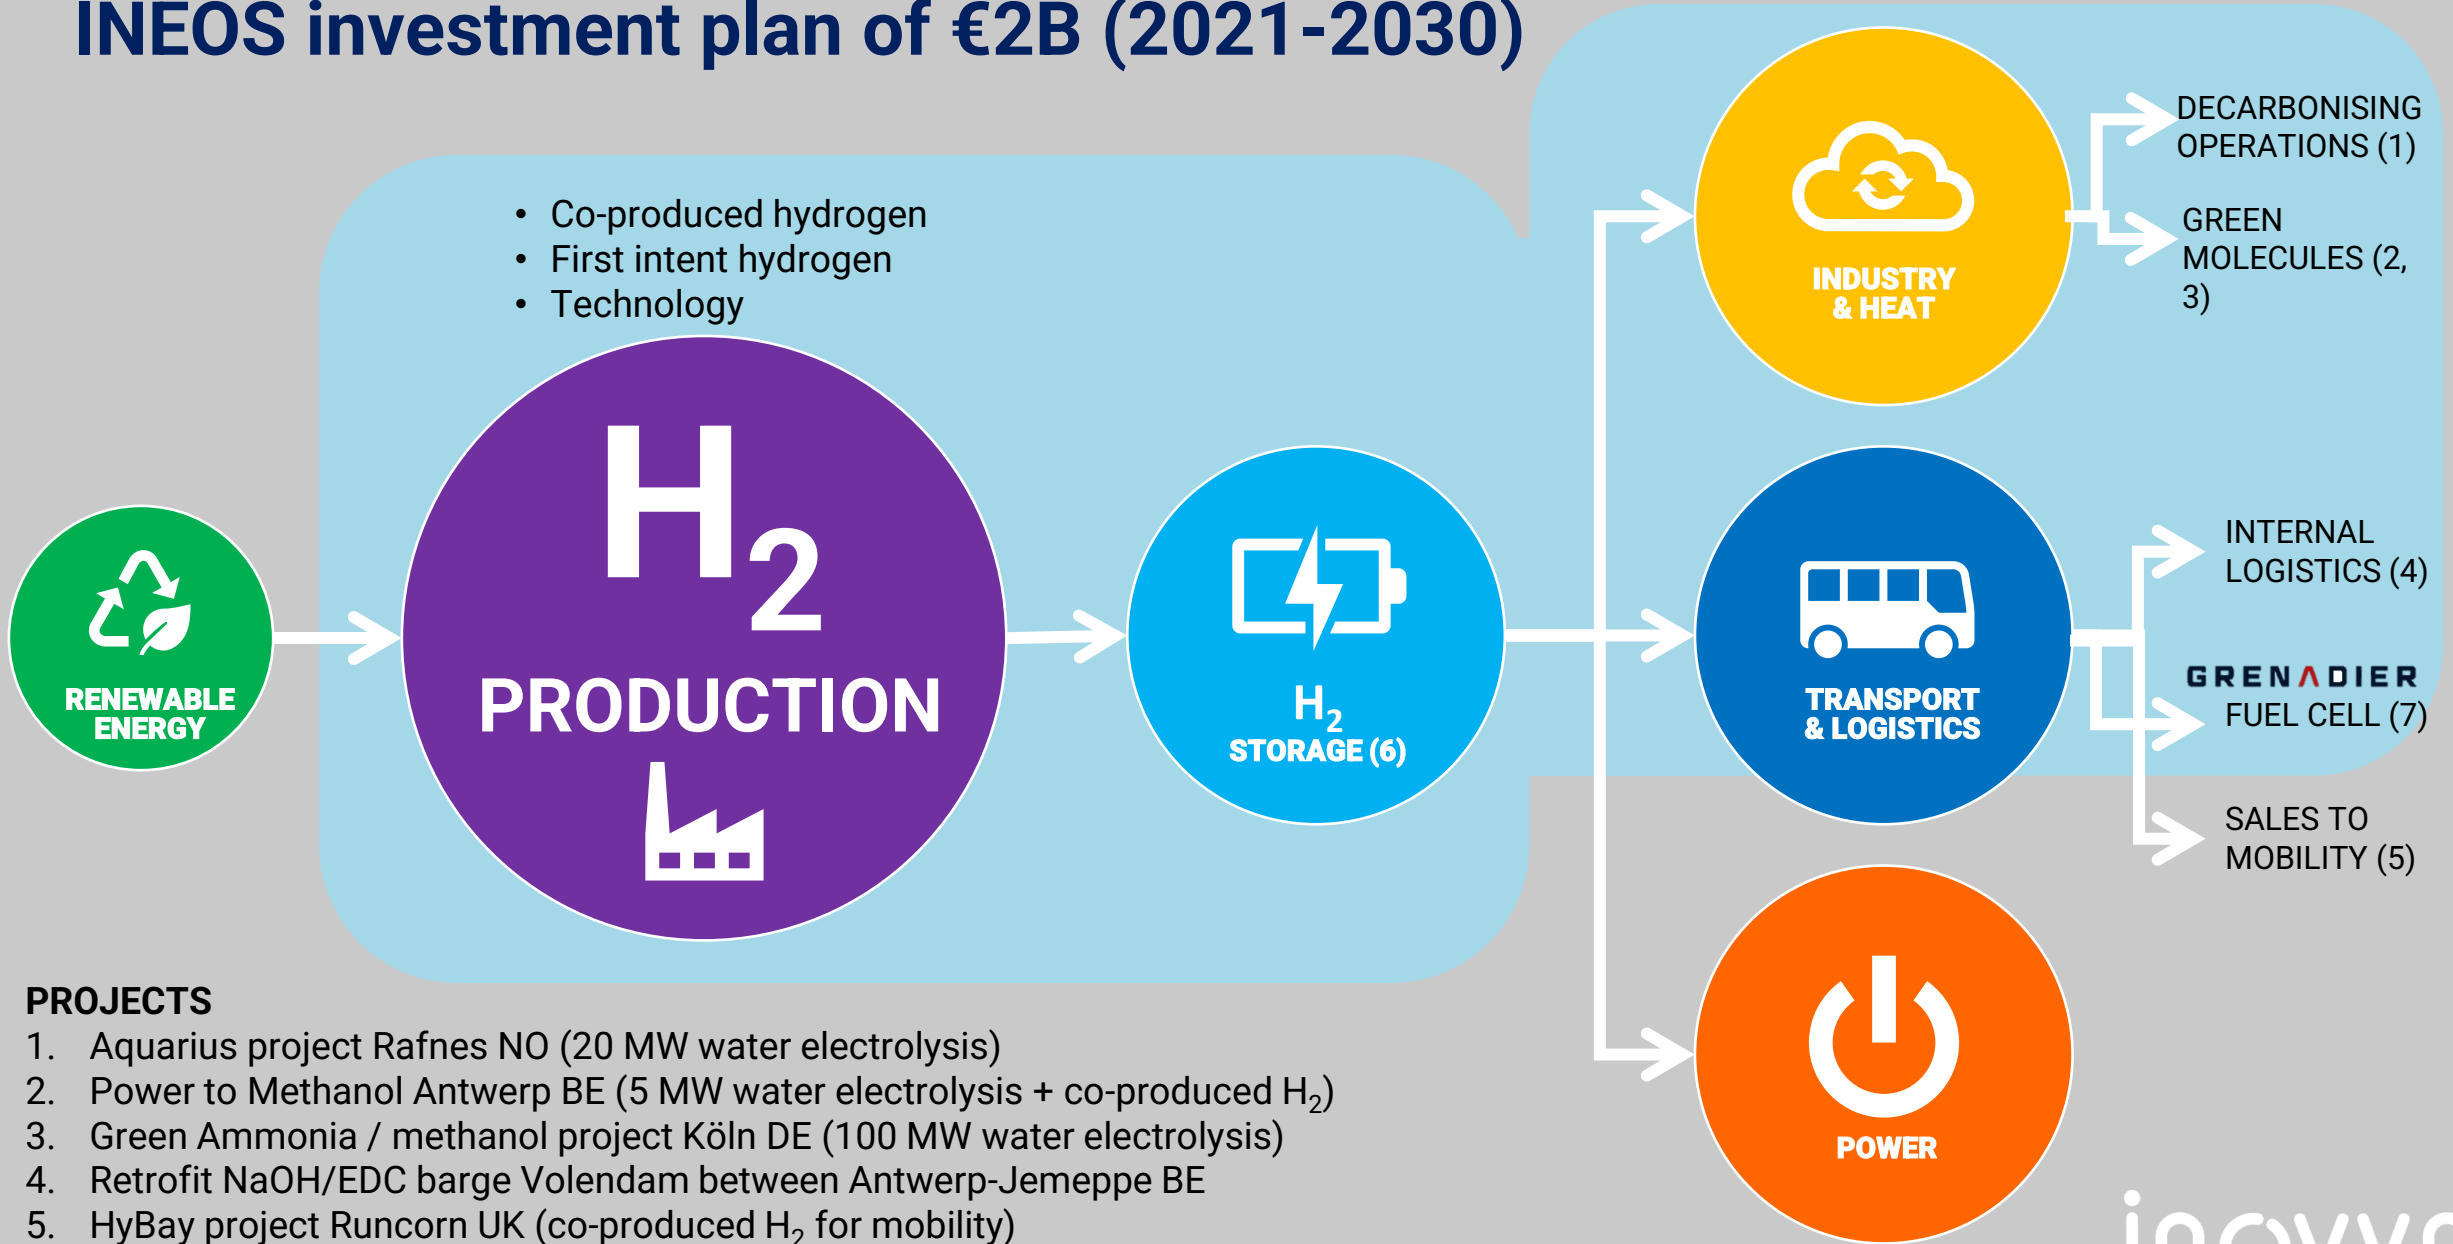 INEOS investment plan of €2B (2021-2030)
• Co-produced hydrogen
• First intent hydrogen
• Technology
RENEWABLE
ENERGY
H₂
PRODUCTION
H₂
STORAGE (6)
INDUSTRY
& HEAT
DECARBONISING
OPERATIONS (1)
GREEN
MOLECULES (2,
3)
TRANSPORT
& LOGISTICS
INTERNAL
LOGISTICS (4)
GRENADIER
FUEL CELL (7)
SALES TO
MOBILITY (5)
POWER
PROJECTS
1. Aquarius project Rafnes NO (20 MW water electrolysis)
2. Power to Methanol Antwerp BE (5 MW water electrolysis + co-produced H₂)
3. Green Ammonia / methanol project Köln DE (100 MW water electrolysis)
4. Retrofit NaOH/EDC barge Volendam between Antwerp-Jemeppe BE
5. HyBay project Runcorn UK (co-produced H₂ for mobility)